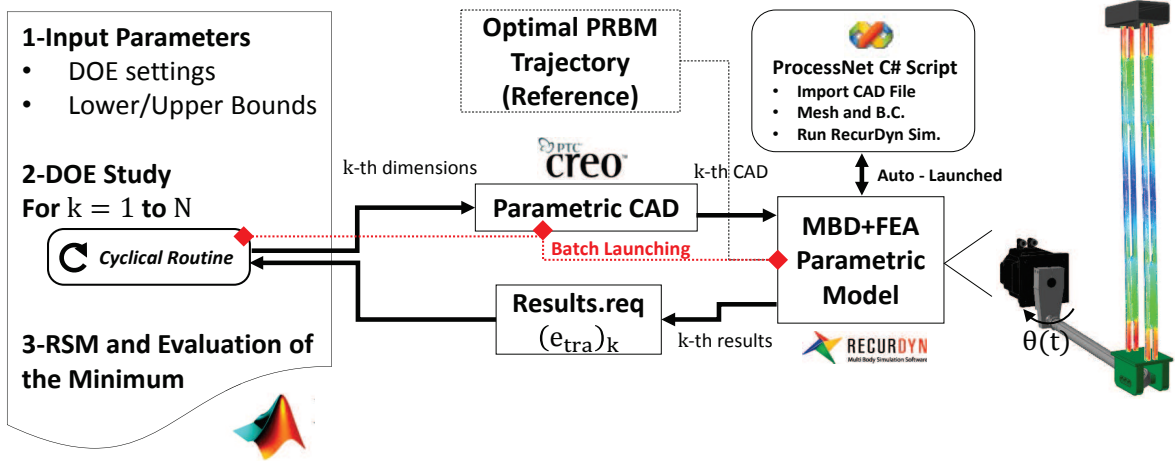 1-Input Parameters
• DOE settings
• Lower/Upper Bounds
2-DOE Study
For k = 1 to N
Cyclical Routine
3-RSM and Evaluation of
the Minimum
Optimal PRBM
Trajectory
(Reference)
ProcessNet C# Script
• Import CAD File
• Mesh and B.C.
• Run RecurDyn Sim.
Auto - Launched
k-th dimensions
PTC
creo™
k-th CAD
Parametric CAD
Batch Launching
MBD+FEA
Parametric
Model
Results.req
(e_tra)_k
k-th results
RECURDYN
Multi Body Simulation Software
θ(t)